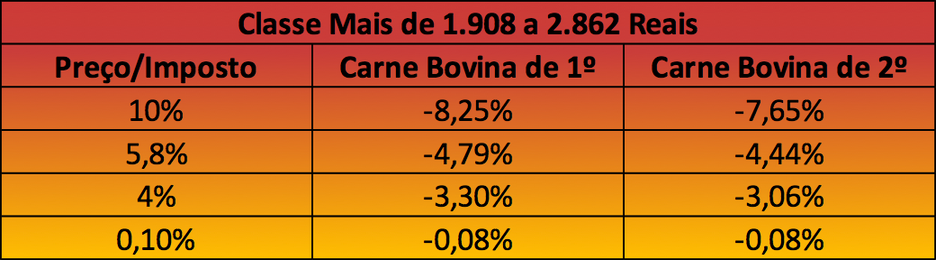 Classe Mais de 1.908 a 2.862 Reais
Preço/Imposto Carne Bovina de 1º Carne Bovina de 2º
10% -8,25% -7,65%
5,8% -4,79% -4,44%
4% -3,30% -3,06%
0,10% -0,08% -0,08%